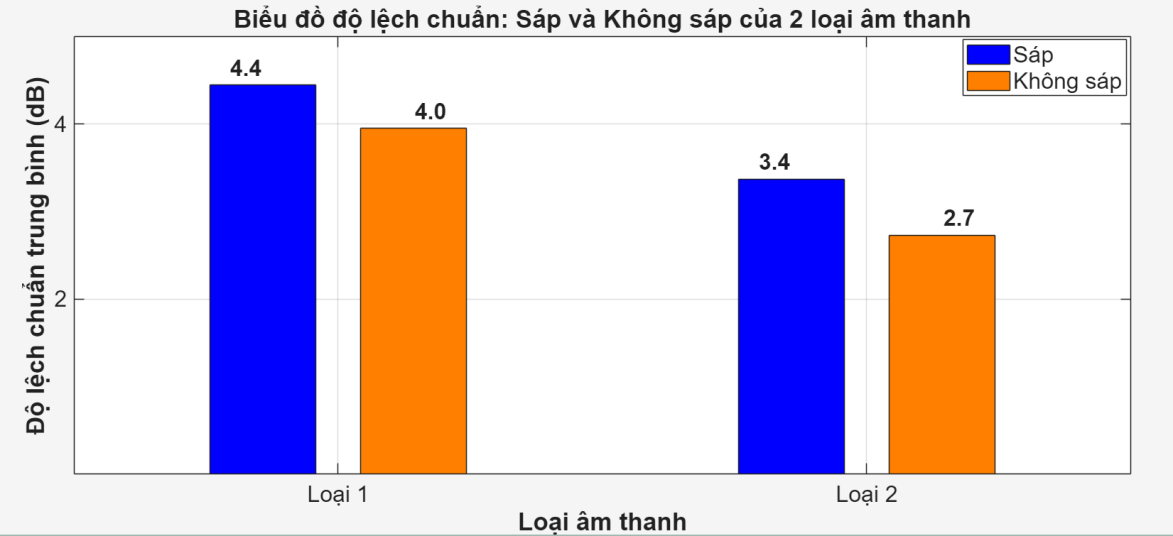 Biểu đồ độ lệch chuẩn: Sáp và Không sáp của 2 loại âm thanh
Sáp
Không sáp
4.4
4.0
3.4
2.7
Độ lệch chuẩn trung bình (dB)
4
2
Loại 1
Loại 2
Loại âm thanh